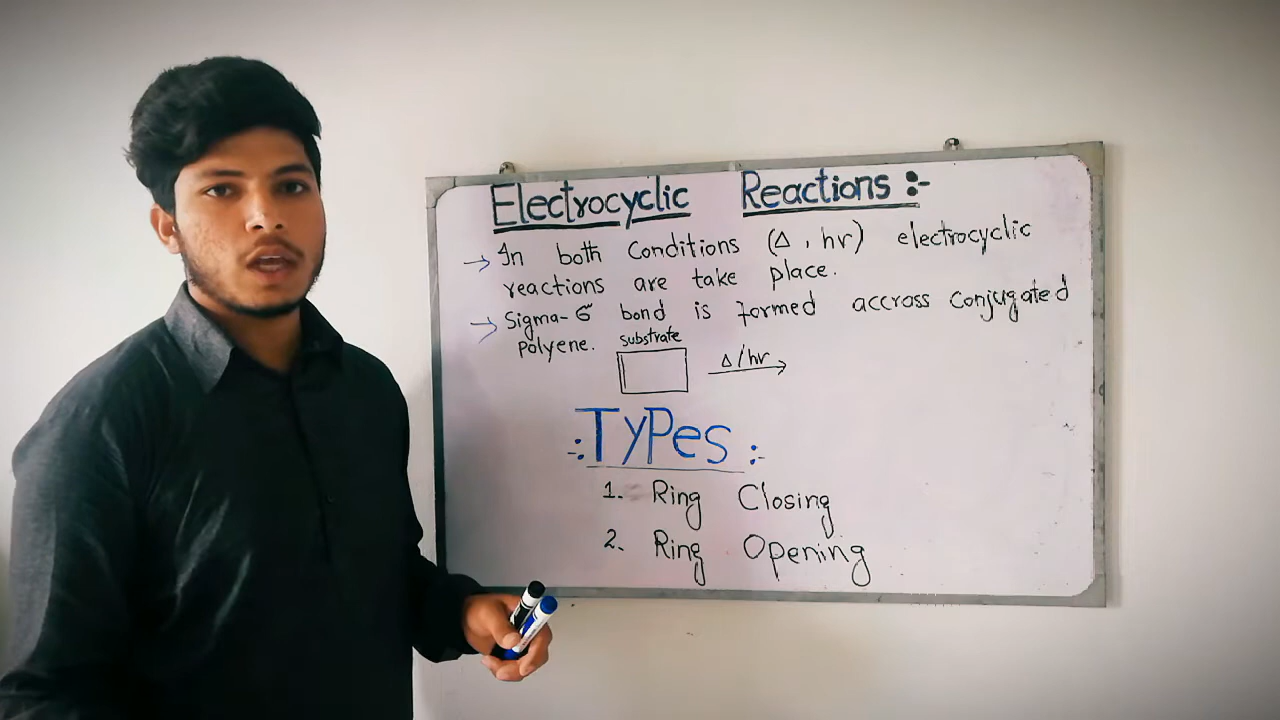 Electrocyclic Reactions :-
→ In both Conditions (Δ, hv) electrocyclic
reactions are take place.
→ Sigma-σ bond is formed accross Conjugated
polyene.
substrate
Δ/hv
-: Types :-
1. Ring Closing
2. Ring Opening